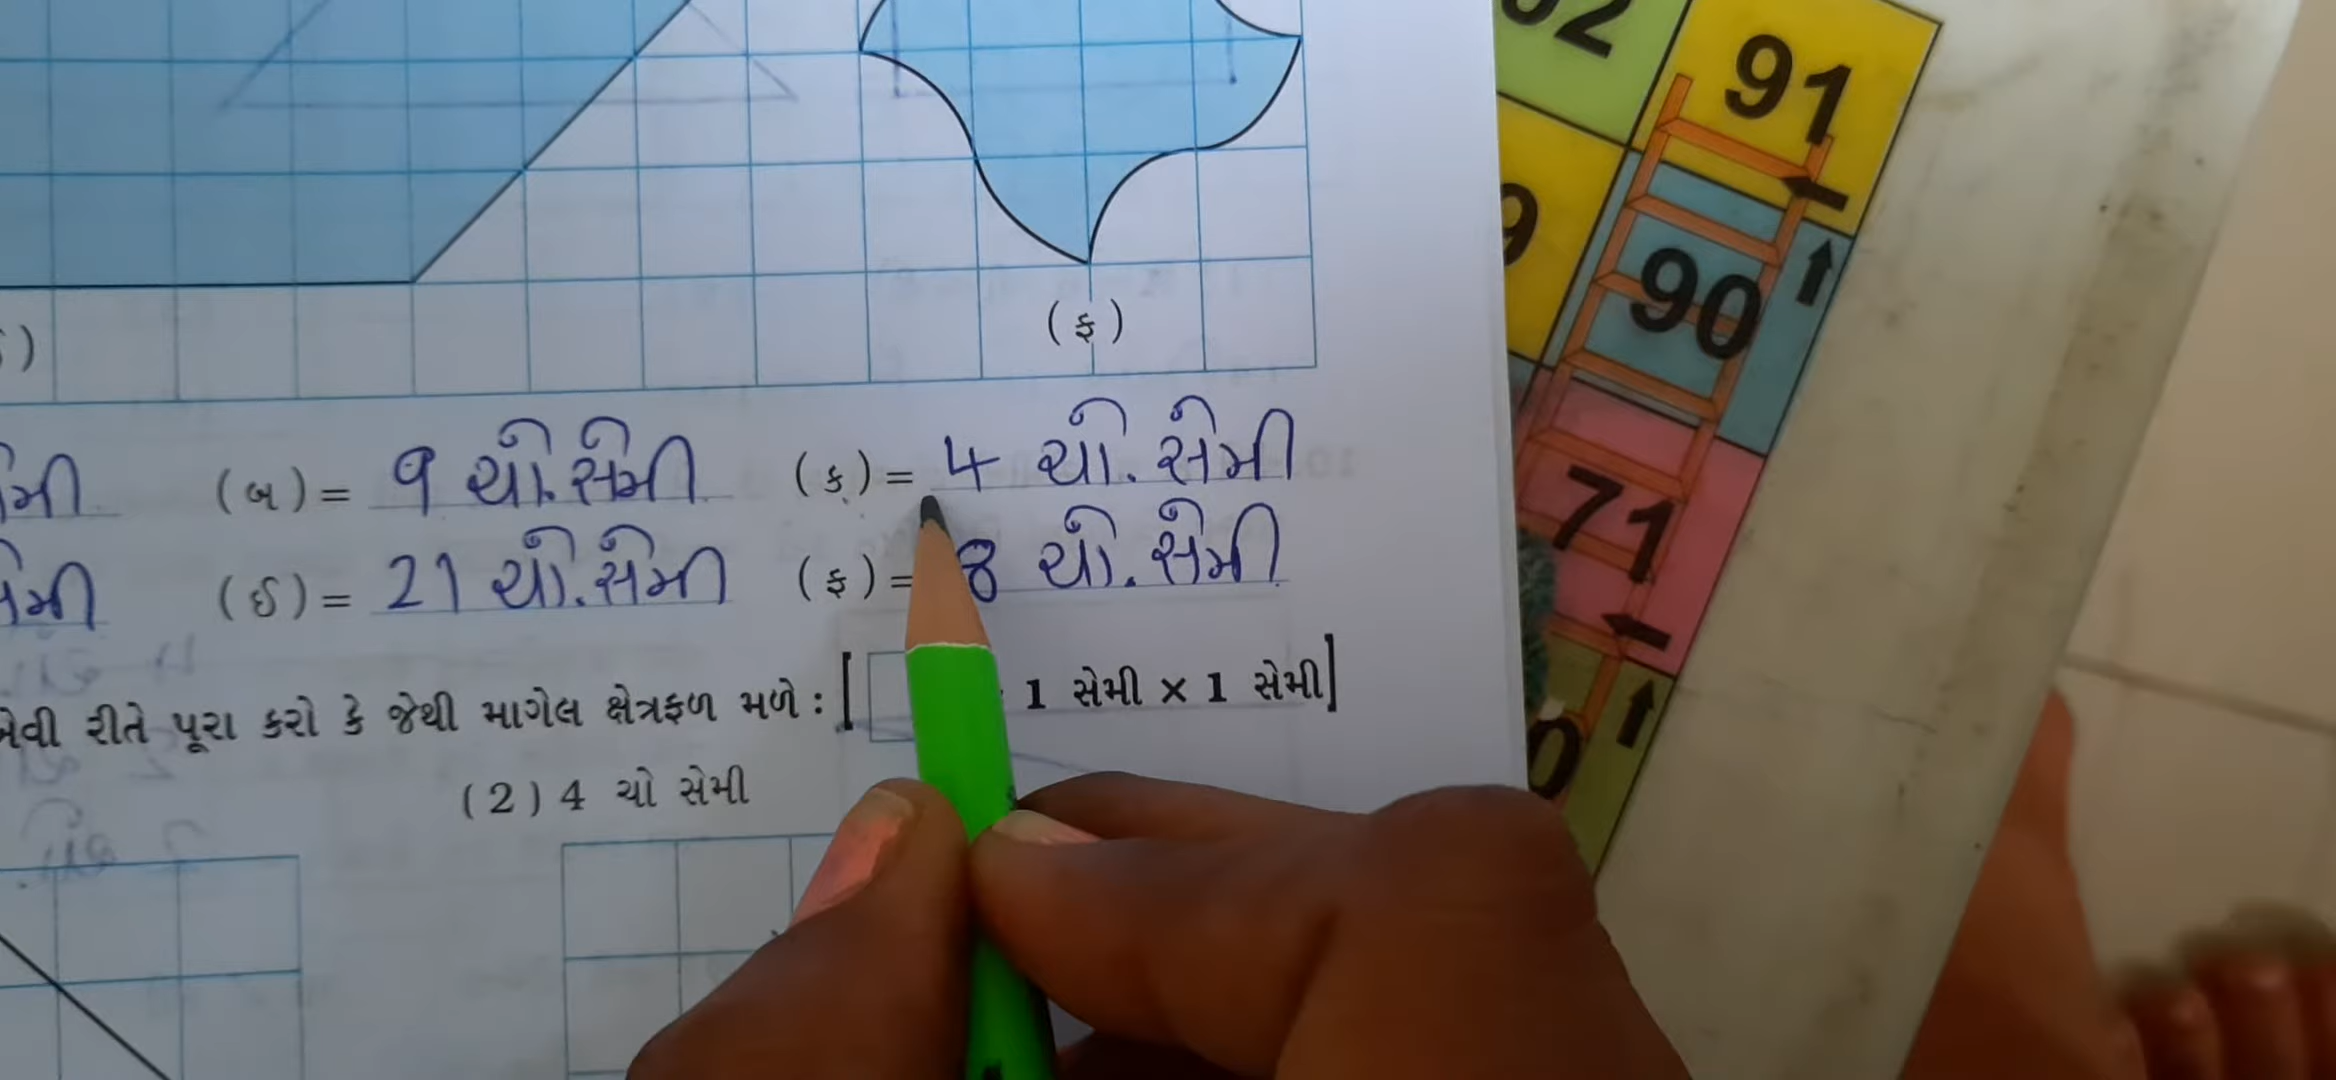 (ફ)
(બ) = 9 ચો.સેમી (ક) = 4 ચો. સેમી
(ઈ) = 21 ચો.સેમી (ફ) = 8 ચો. સેમી
રીતે પૂરા કરો કે જેથી માગેલ ક્ષેત્રફળ મળે : [ 1 સેમી × 1 સેમી]
(2) 4 ચો સેમી
91
90
71